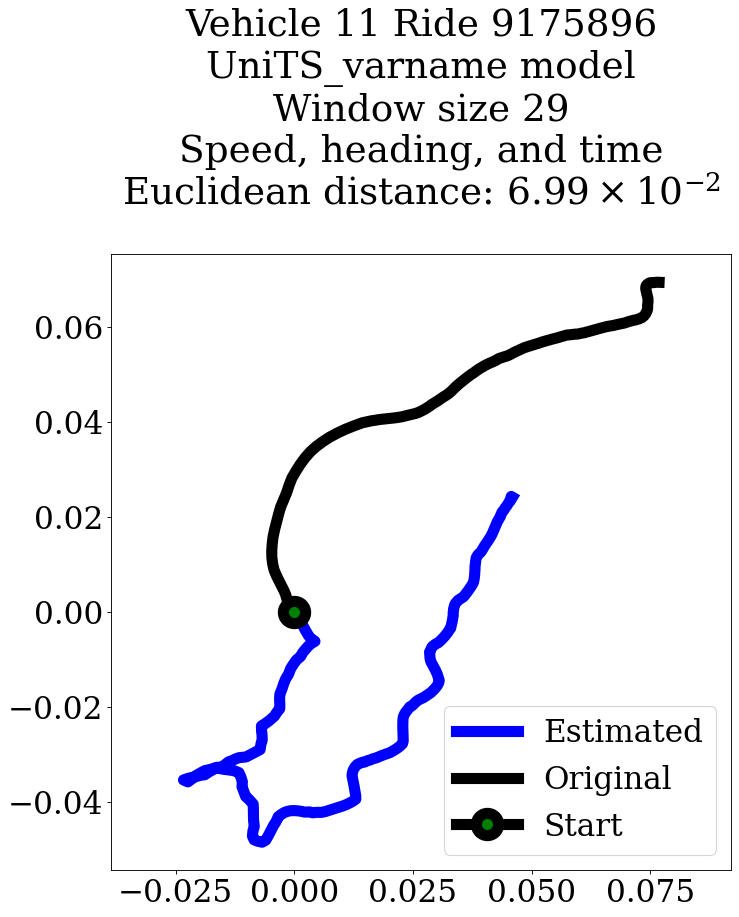 Vehicle 11 Ride 9175896
UniTS_varname model
Window size 29
Speed, heading, and time
Euclidean distance: 6.99 × 10⁻²
0.06
0.04
0.02
0.00
−0.02
−0.04
Estimated
Original
Start
−0.025 0.000 0.025 0.050 0.075